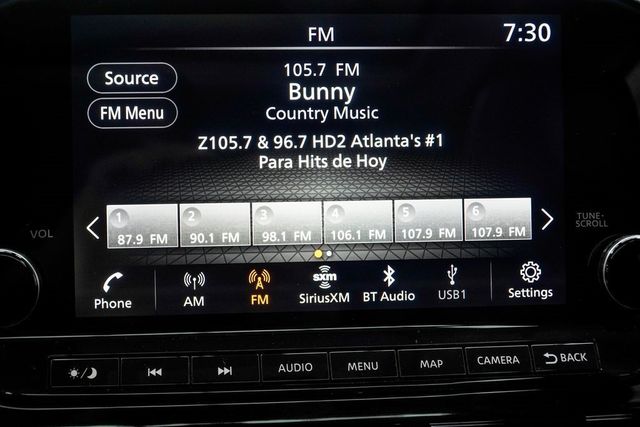 FM
7:30
Source
FM Menu
105.7 FM
Bunny
Country Music
Z105.7 & 96.7 HD2 Atlanta's #1
Para Hits de Hoy
1 2 3 4 5 6
87.9 FM 90.1 FM 98.1 FM 106.1 FM 107.9 FM 107.9 FM
VOL
TUNE·
SCROLL
Phone
AM
FM
sxm
SiriusXM
BT Audio
USB1
Settings
AUDIO
MENU
MAP
CAMERA
BACK